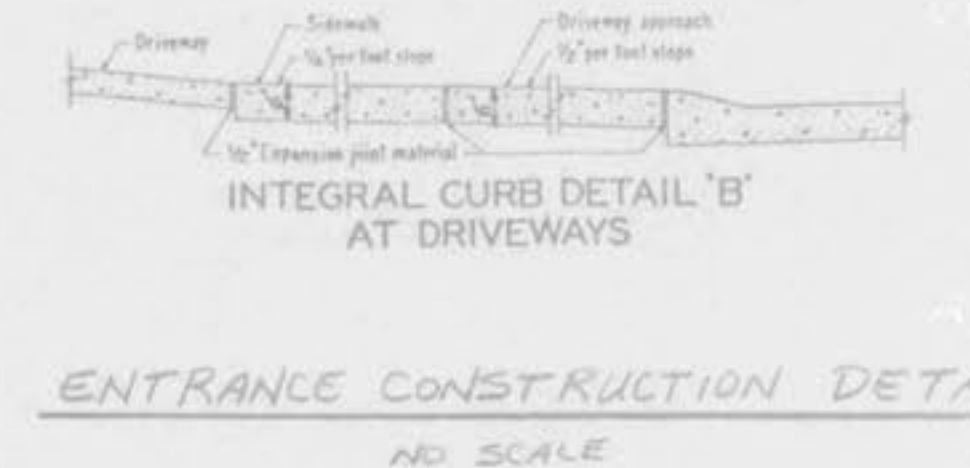 Driveway
Sidewalk
1/4" per foot slope
Driveway approach
1/2" per foot slope
1/2" Expansion joint material
INTEGRAL CURB DETAIL "B"
AT DRIVEWAYS
ENTRANCE CONSTRUCTION DETA
NO SCALE